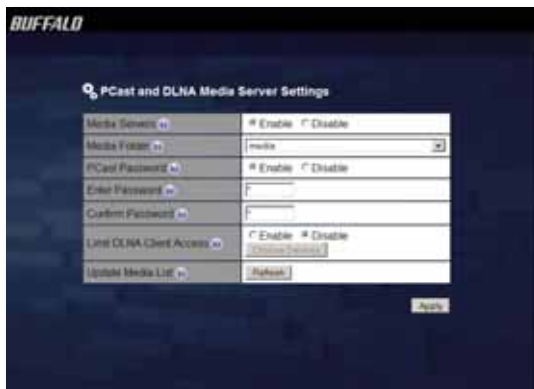 BUFFALO
PCast and DLNA Media Server Settings
Media Servers Enable Disable
Media Folder media
PCast Password Enable Disable
Enter Password *
Confirm Password *
Limit DLNA Client Access Enable Disable
Update Media List Refresh
Apply